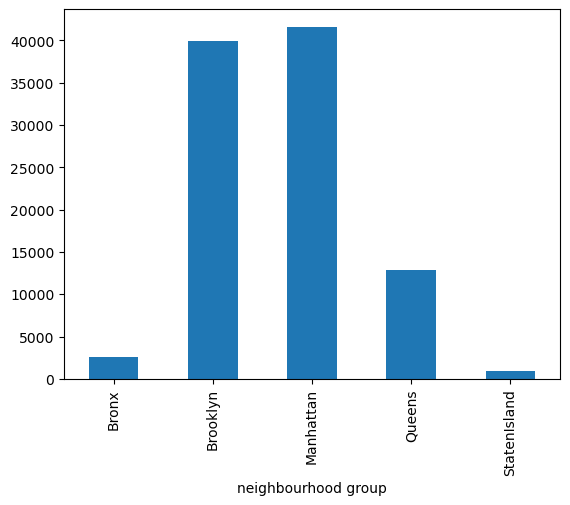 40000
35000
30000
25000
20000
15000
10000
5000
0
Bronx
Brooklyn
Manhattan
Queens
StatenIsland
neighbourhood group